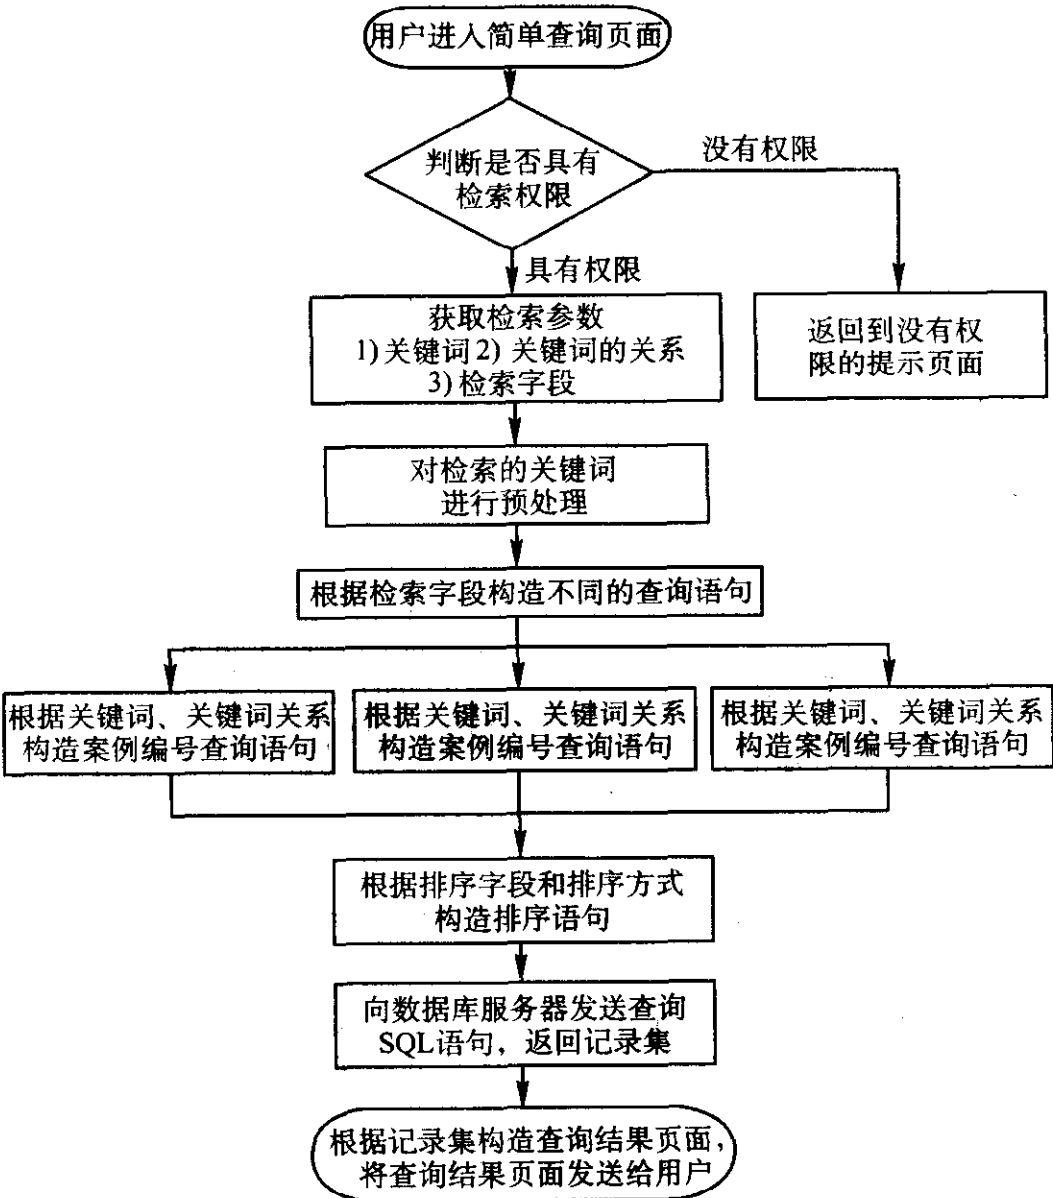 用户进入简单查询页面
判断是否具有
检索权限
没有权限
具有权限
获取检索参数
1)关键词2) 关键词的关系
3)检索字段
返回到没有权
限的提示页面
对检索的关键词
进行预处理
根据检索字段构造不同的查询语句
根据关键词、关键词关系
构造案例编号查询语句
根据关键词、关键词关系
构造案例编号查询语句
根据关键词、关键词关系
构造案例编号查询语句
根据排序字段和排序方式
构造排序语句
向数据库服务器发送查询
SQL语句，返回记录集
根据记录集构造查询结果页面，
将查询结果页面发送给用户